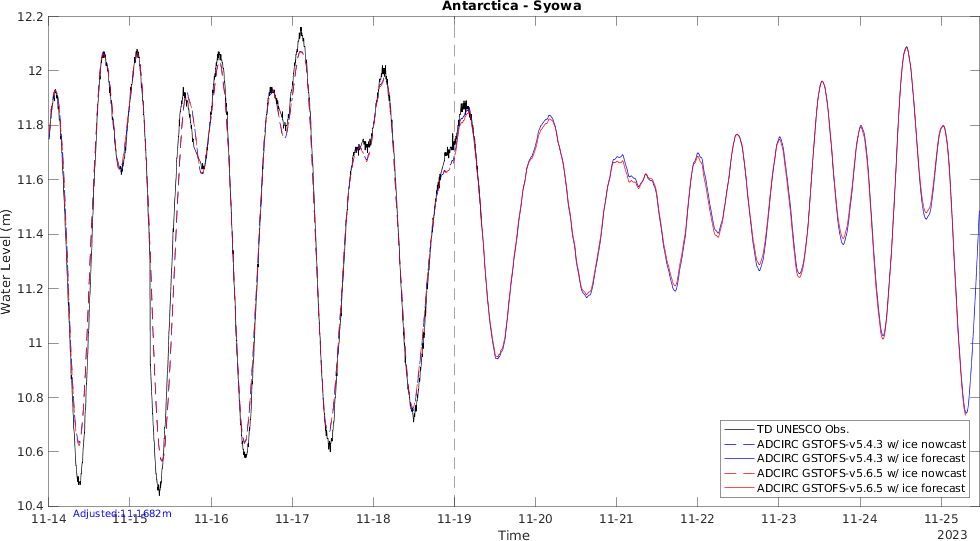 Antarctica - Syowa
Water Level (m)
12.2
12
11.8
11.6
11.4
11.2
11
10.8
10.6
10.4
TD UNESCO Obs.
ADCIRC GSTOFS-v5.4.3 w/ ice nowcast
ADCIRC GSTOFS-v5.4.3 w/ ice forecast
ADCIRC GSTOFS-v5.6.5 w/ ice nowcast
ADCIRC GSTOFS-v5.6.5 w/ ice forecast
Adjusted:11.1682m
11-14 11-15 11-16 11-17 11-18 11-19 11-20 11-21 11-22 11-23 11-24 11-25
Time
2023